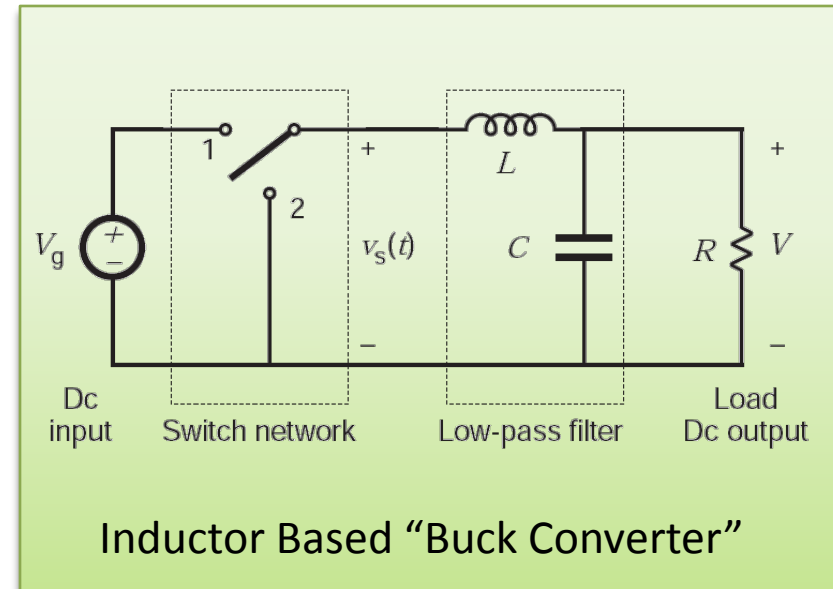 1
2
+
−
V_g
+
−
v_s(t)
L
C
R
+
V
−
Dc
input
Switch network
Low-pass filter
Load
Dc output
Inductor Based “Buck Converter”